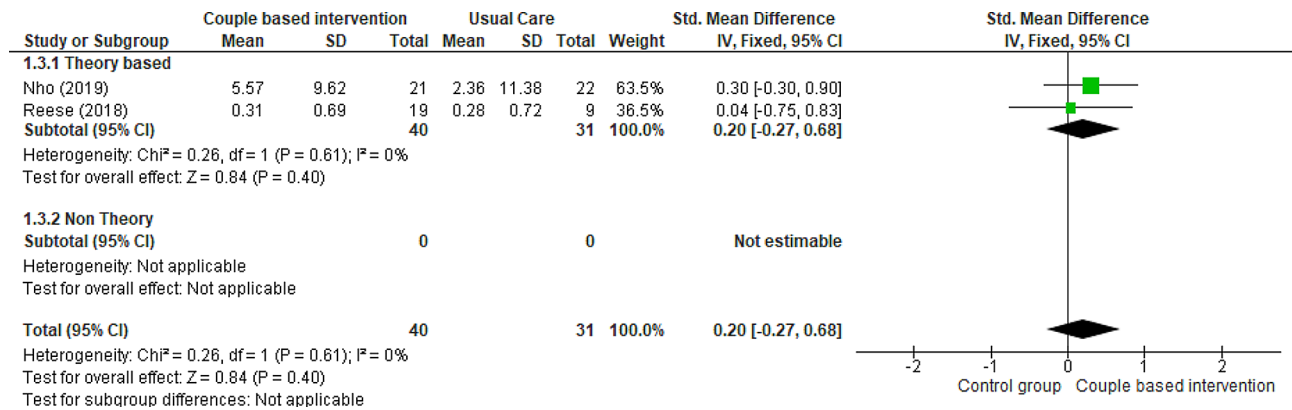 Couple based intervention Usual Care Std. Mean Difference Std. Mean Difference
Study or Subgroup Mean SD Total Mean SD Total Weight IV, Fixed, 95% CI IV, Fixed, 95% CI
1.3.1 Theory based
Nho (2019) 5.57 9.62 21 2.36 11.38 22 63.5% 0.30 [-0.30, 0.90]
Reese (2018) 0.31 0.69 19 0.28 0.72 9 36.5% 0.04 [-0.75, 0.83]
Subtotal (95% CI) 40 31 100.0% 0.20 [-0.27, 0.68]
Heterogeneity: Chi² = 0.26, df = 1 (P = 0.61); I² = 0%
Test for overall effect: Z = 0.84 (P = 0.40)
1.3.2 Non Theory
Subtotal (95% CI) 0 0 Not estimable
Heterogeneity: Not applicable
Test for overall effect: Not applicable
Total (95% CI) 40 31 100.0% 0.20 [-0.27, 0.68]
Heterogeneity: Chi² = 0.26, df = 1 (P = 0.61); I² = 0%
Test for overall effect: Z = 0.84 (P = 0.40)
Test for subgroup differences: Not applicable
-2 -1 0 1 2
Control group Couple based intervention